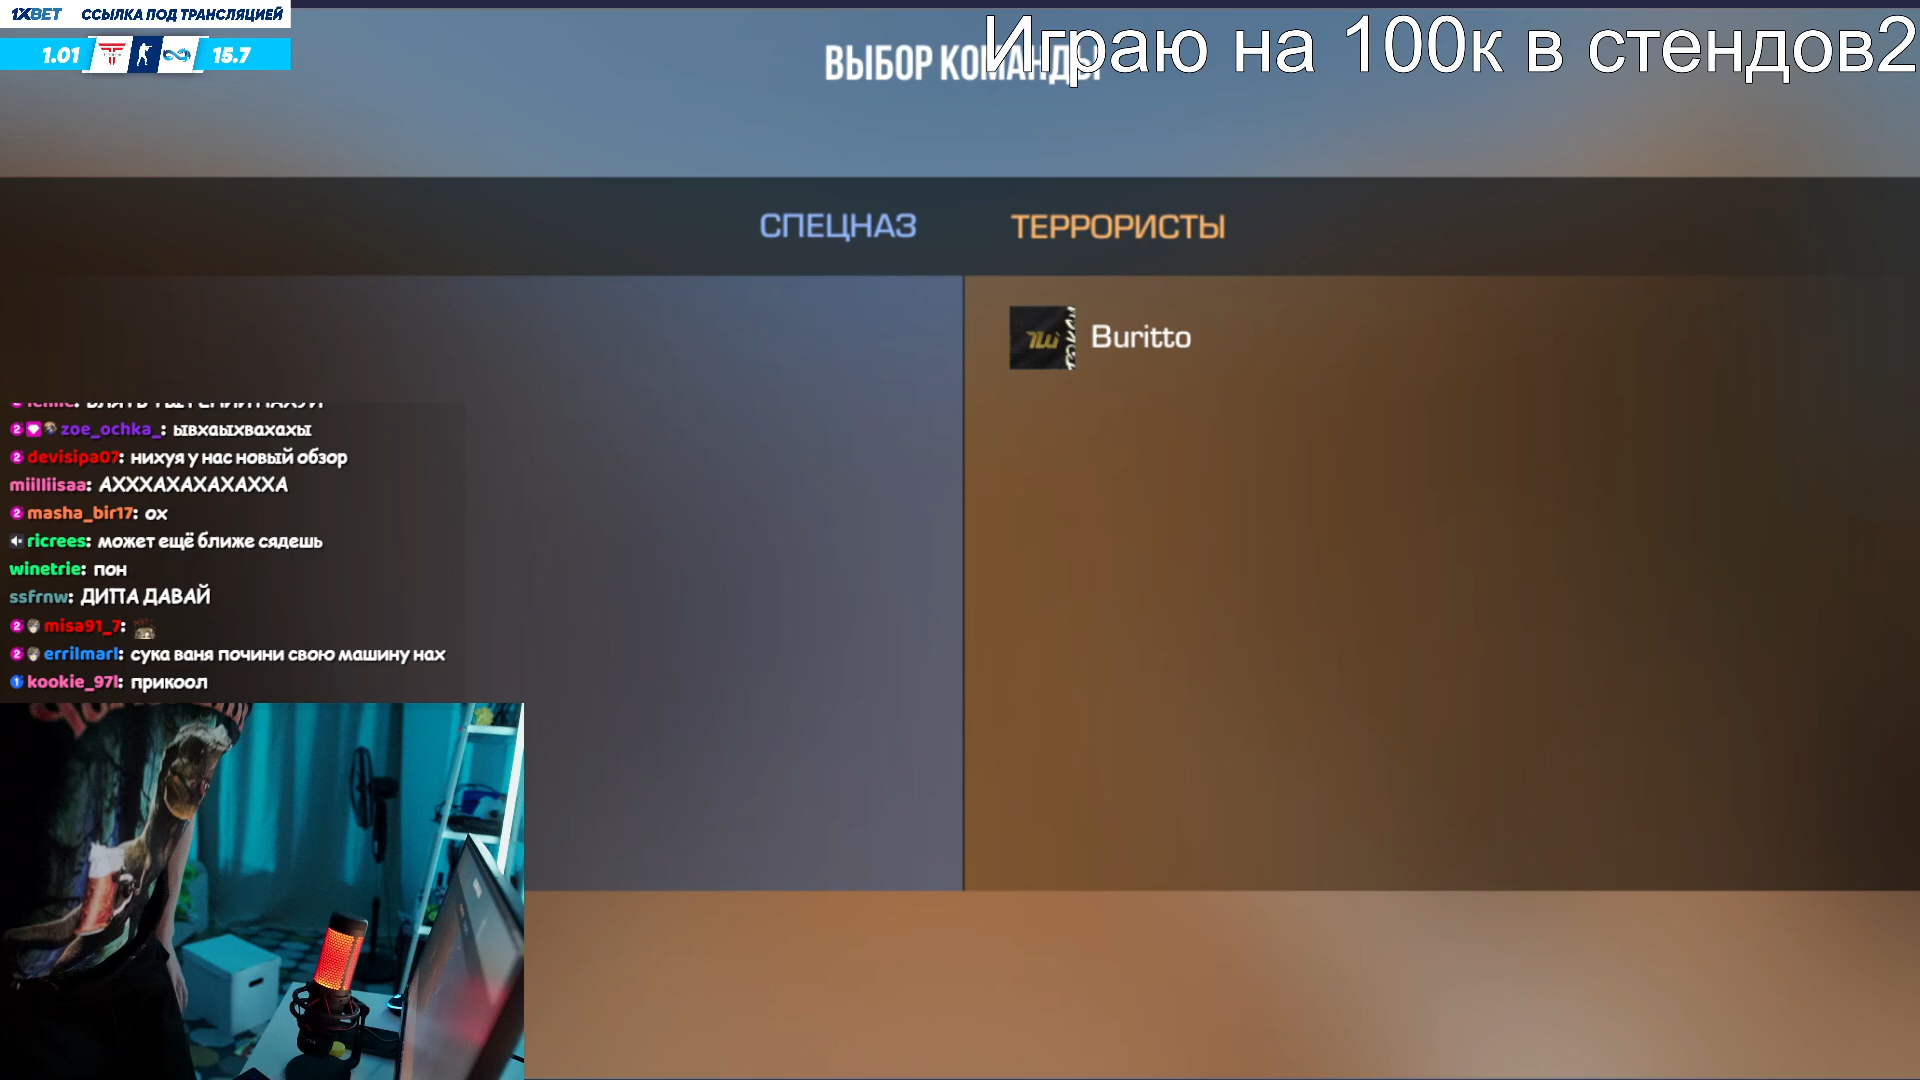 1XBET ССЫЛКА ПОД ТРАНСЛЯЦИЕЙ
1.01 15.7
ВЫБОР КОМАНДЫ
Играю на 100к в стендов2
СПЕЦНАЗ ТЕРРОРИСТЫ
Buritto
zoe_ochka_: ывхаыхвахахы
devisipa07: нихуя у нас новый обзор
miilliisaa: АХХХАХАХАХАХХА
masha_bir17: ох
ricrees: может ещё ближе сядешь
winetrie: пон
ssfrnw: ДИПА ДАВАЙ
misa91_7:
errilmarl: сука ваня почини свою машину нах
kookie_97l: прикоол